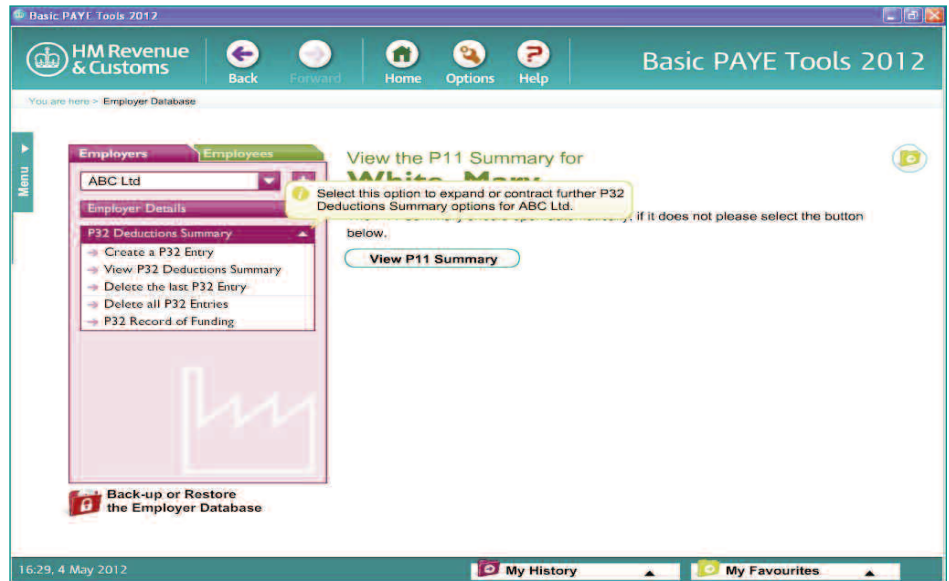 Basic PAYE Tools 2012
HM Revenue
& Customs
Back
Forward
Home
Options
Help
Basic PAYE Tools 2012
You are here > Employer Database
Menu
Employers
Employees
ABC Ltd
Employer Details
P32 Deductions Summary
Create a P32 Entry
View P32 Deductions Summary
Delete the last P32 Entry
Delete all P32 Entries
P32 Record of Funding
Back-up or Restore
the Employer Database
View the P11 Summary for
White, Mary
Select this option to expand or contract further P32
Deductions Summary options for ABC Ltd.
if it does not please select the button
below.
View P11 Summary
16:29, 4 May 2012
My History
My Favourites